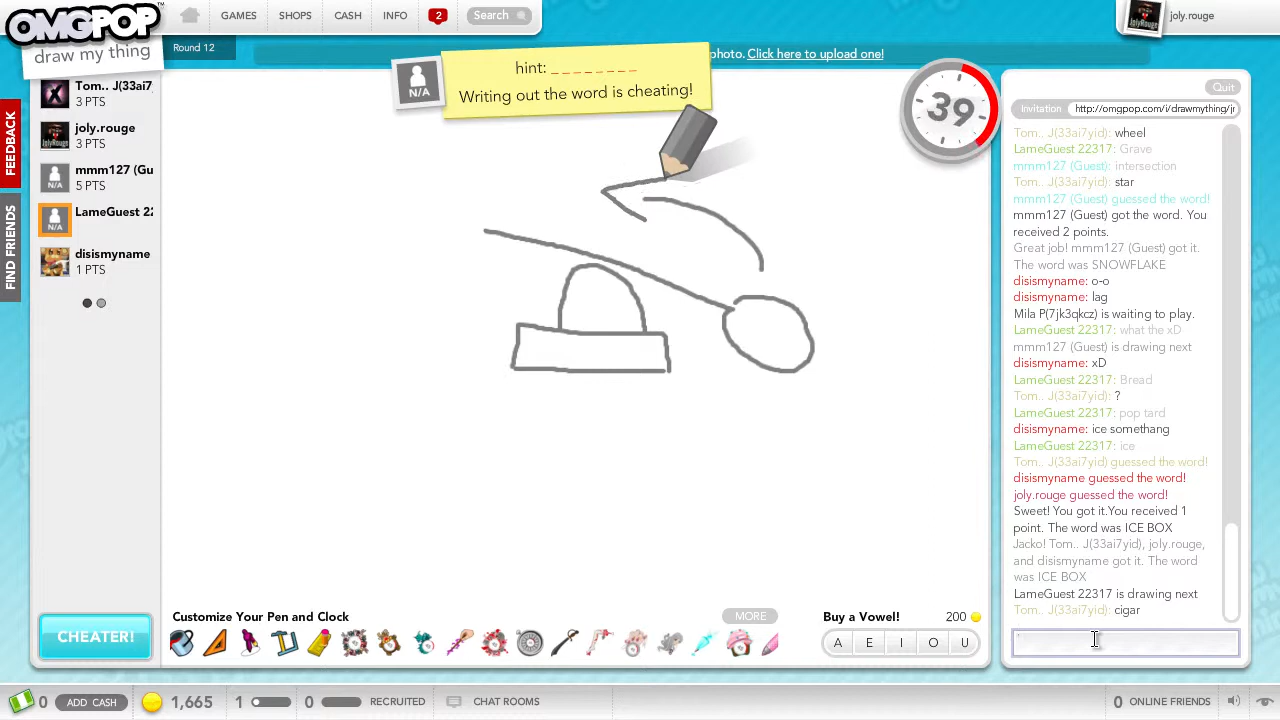 OMGPOP™
draw my thing
GAMES
SHOPS
CASH
INFO
2
Search
joly.rouge
Round 12
photo. Click here to upload one!
N/A
hint: _ _ _ _ _ _ _ _
Writing out the word is cheating!
39
FEEDBACK
FIND FRIENDS
Tom.. J(33ai7
3 PTS
joly.rouge
3 PTS
N/A
mmm127 (Gu
5 PTS
N/A
LameGuest 22
disismyname
1 PTS
CHEATER!
Customize Your Pen and Clock
MORE
Buy a Vowel!
200
A E I O U
Quit
Invitation
http://omgpop.com/i/drawmything/jr
Tom.. J(33ai7yid): wheel
LameGuest 22317: Grave
mmm127 (Guest): intersection
Tom.. J(33ai7yid): star
mmm127 (Guest) guessed the word!
mmm127 (Guest) got the word. You
received 2 points.
Great job! mmm127 (Guest) got it.
The word was SNOWFLAKE
disismyname: o-o
disismyname: lag
Mila P(7jk3qkcz) is waiting to play.
LameGuest 22317: what the xD
mmm127 (Guest) is drawing next
disismyname: xD
LameGuest 22317: Bread
Tom.. J(33ai7yid): ?
LameGuest 22317: pop tard
disismyname: ice somethang
LameGuest 22317: ice
Tom.. J(33ai7yid) guessed the word!
disismyname guessed the word!
joly.rouge guessed the word!
Sweet! You got it.You received 1
point. The word was ICE BOX
Jacko! Tom.. J(33ai7yid), joly.rouge,
and disismyname got it. The word
was ICE BOX
LameGuest 22317 is drawing next
Tom.. J(33ai7yid): cigar
0
ADD CASH
1,665
1
0
RECRUITED
CHAT ROOMS
0 ONLINE FRIENDS